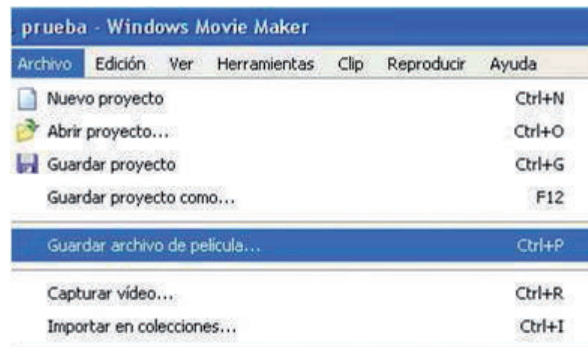 prueba - Windows Movie Maker
Archivo Edición Ver Herramientas Clip Reproducir Ayuda
Nuevo proyecto Ctrl+N
Abrir proyecto... Ctrl+O
Guardar proyecto Ctrl+G
Guardar proyecto como... F12
Guardar archivo de película... Ctrl+P
Capturar vídeo... Ctrl+R
Importar en colecciones... Ctrl+I